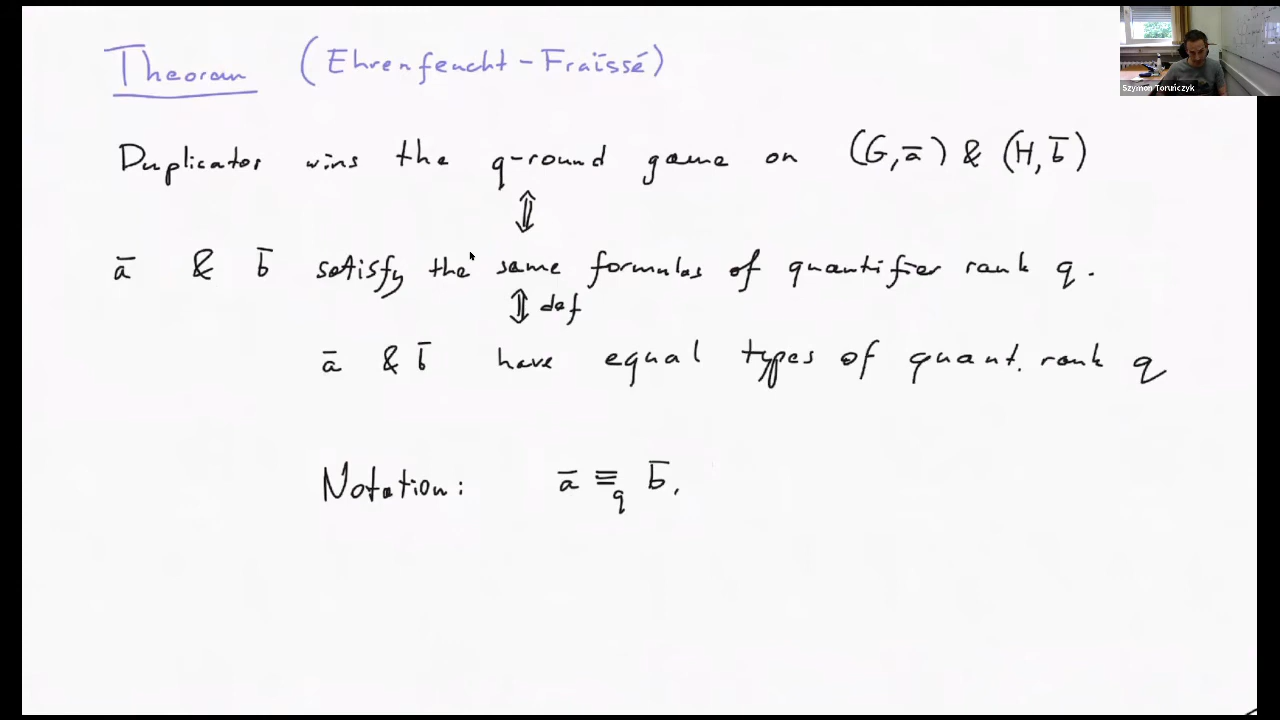 Theorem (Ehrenfeucht-Fraïssé)
Szymon Toruńczyk
Duplicator wins the q-round game on (G, ā) & (H, b̄)
⇕
ā & b̄ satisfy the same formulas of quantifier rank q.
⇕ def
ā & b̄ have equal types of quant. rank q
Notation: ā ≡_q b̄.